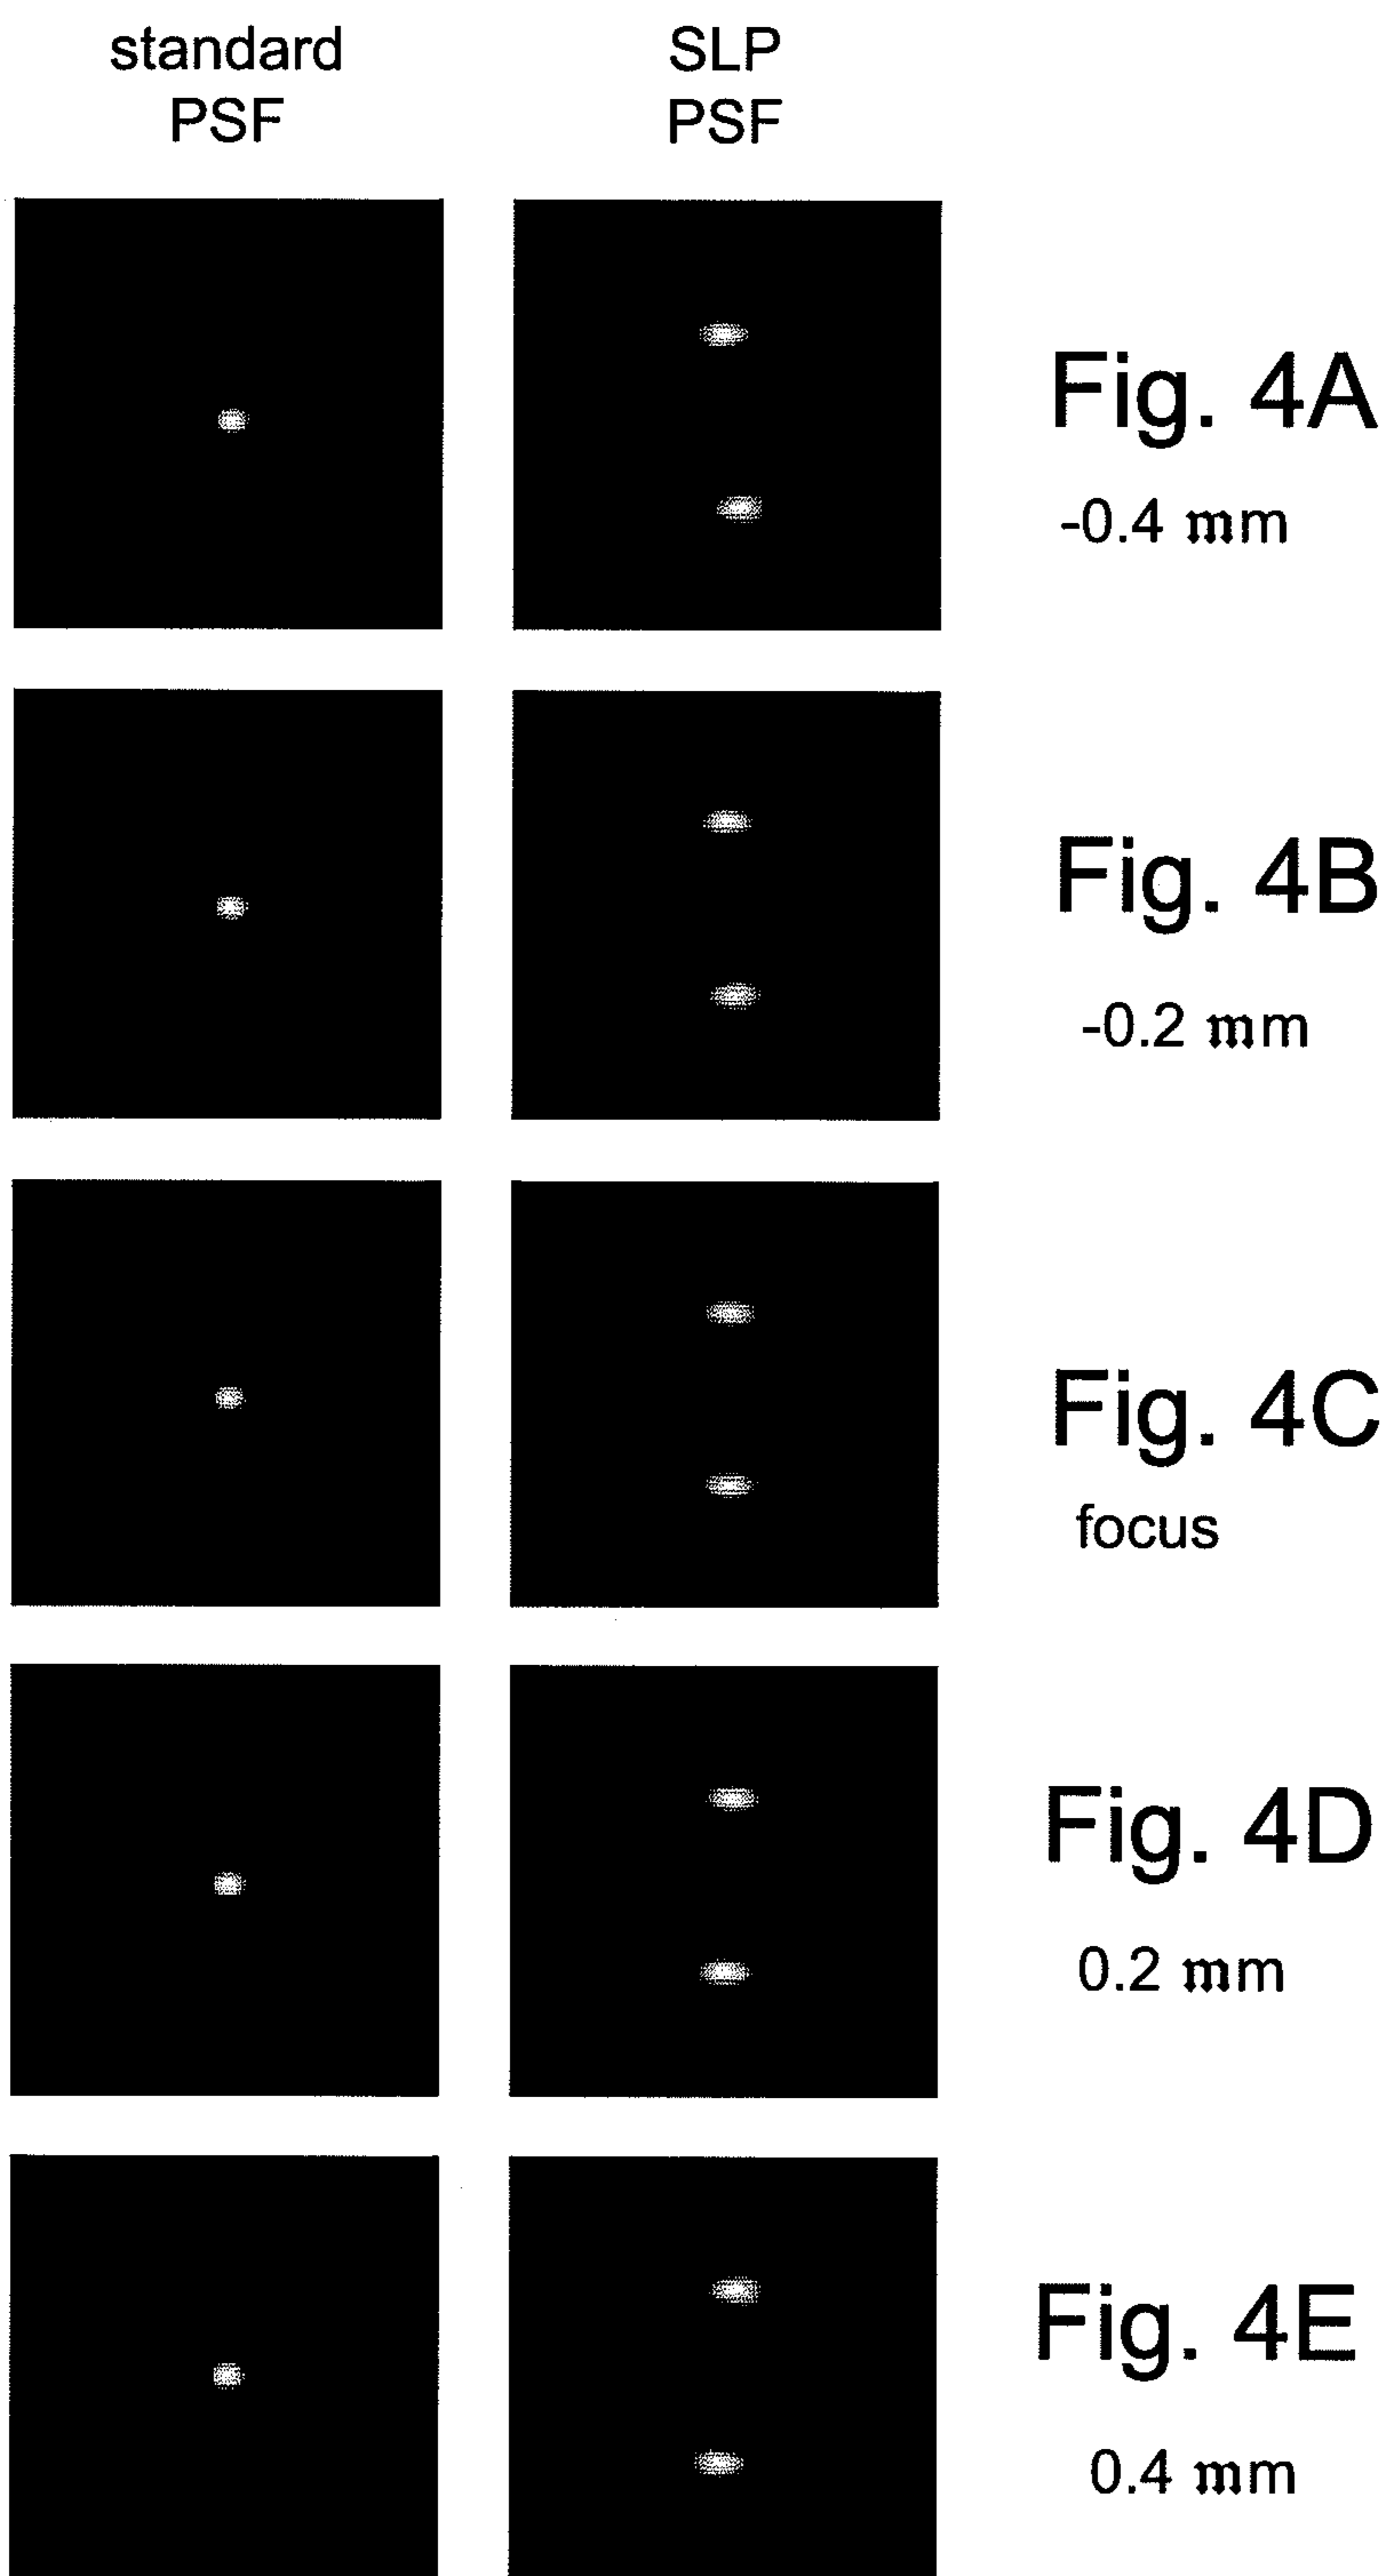 standard
PSF
SLP
PSF
Fig. 4A
-0.4 𝖒m
Fig. 4B
-0.2 𝖒m
Fig. 4C
focus
Fig. 4D
0.2 𝖒m
Fig. 4E
0.4 𝖒m